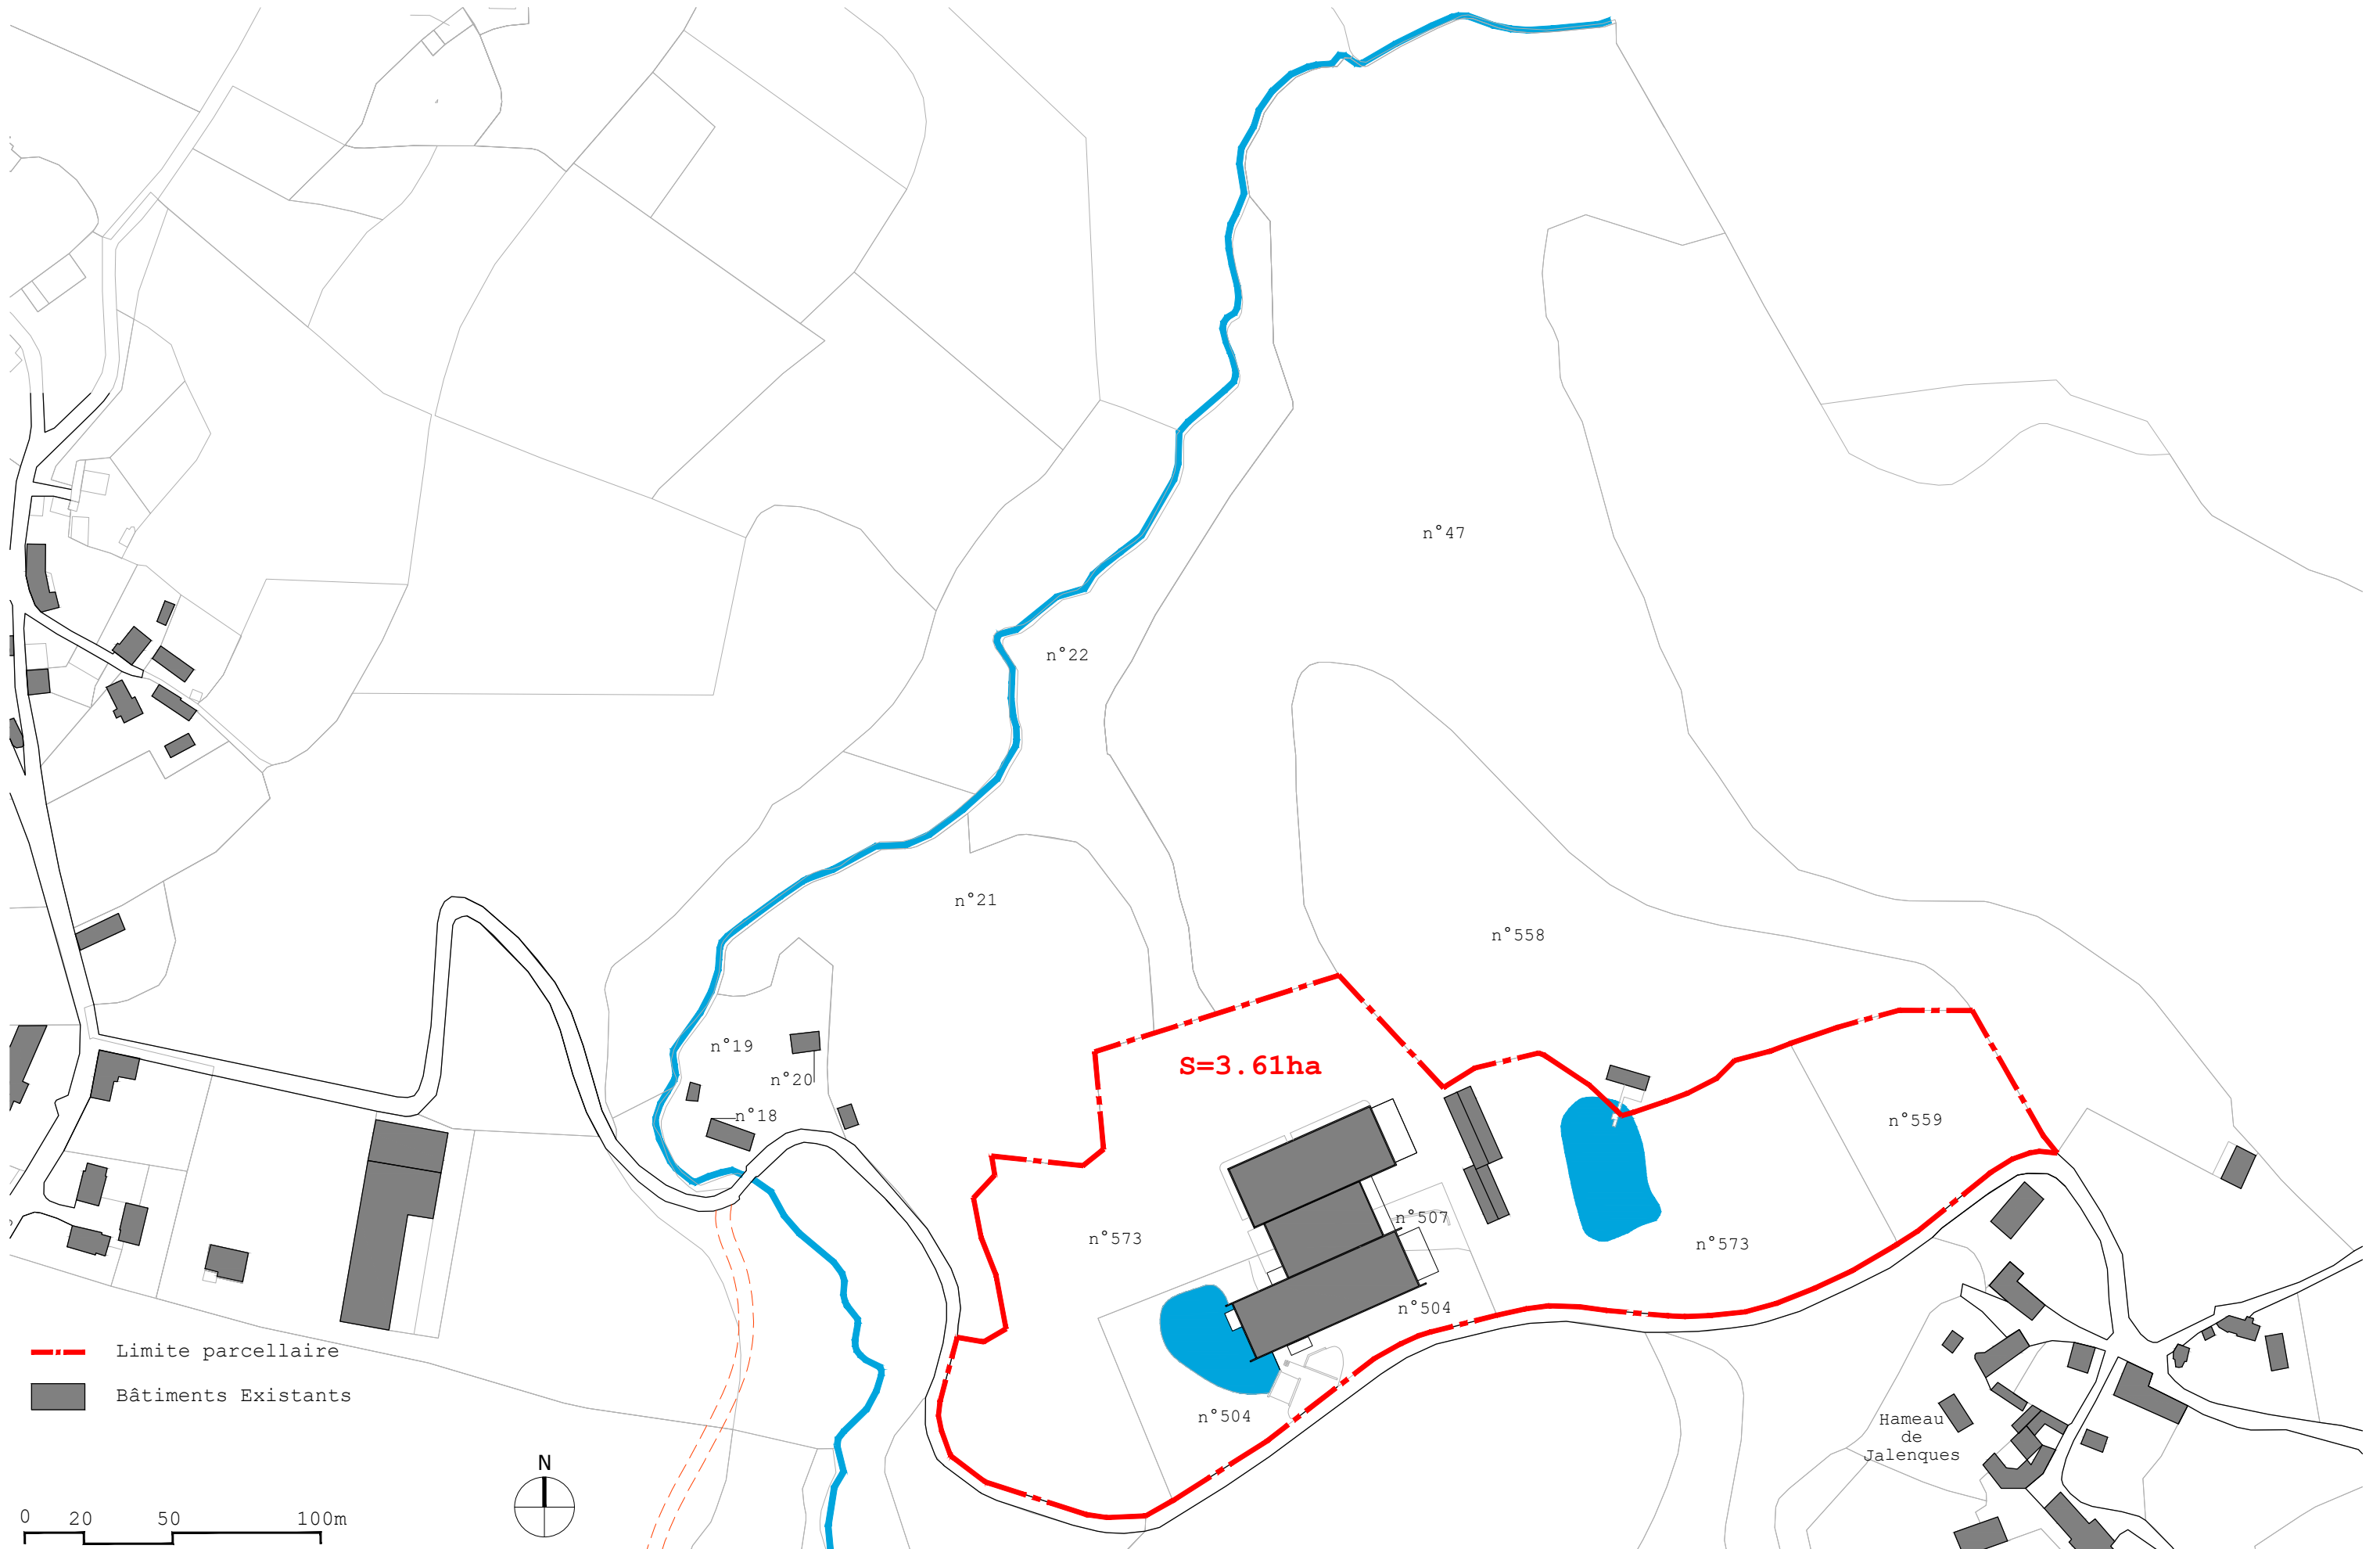 n°47
n°22
n°21
n°558
n°19
S=3.61ha
n°20
n°18
n°559
n°507
n°573
n°573
n°504
Limite parcellaire
Bâtiments Existants
n°504
Hameau
de
Jalenques
N
0 20 50 100m